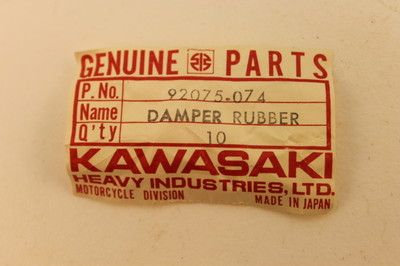 GENUINE PARTS
P. No. 92075-074
Name DAMPER RUBBER
Q'ty 10
KAWASAKI
HEAVY INDUSTRIES, LTD.
MOTORCYCLE DIVISION MADE IN JAPAN